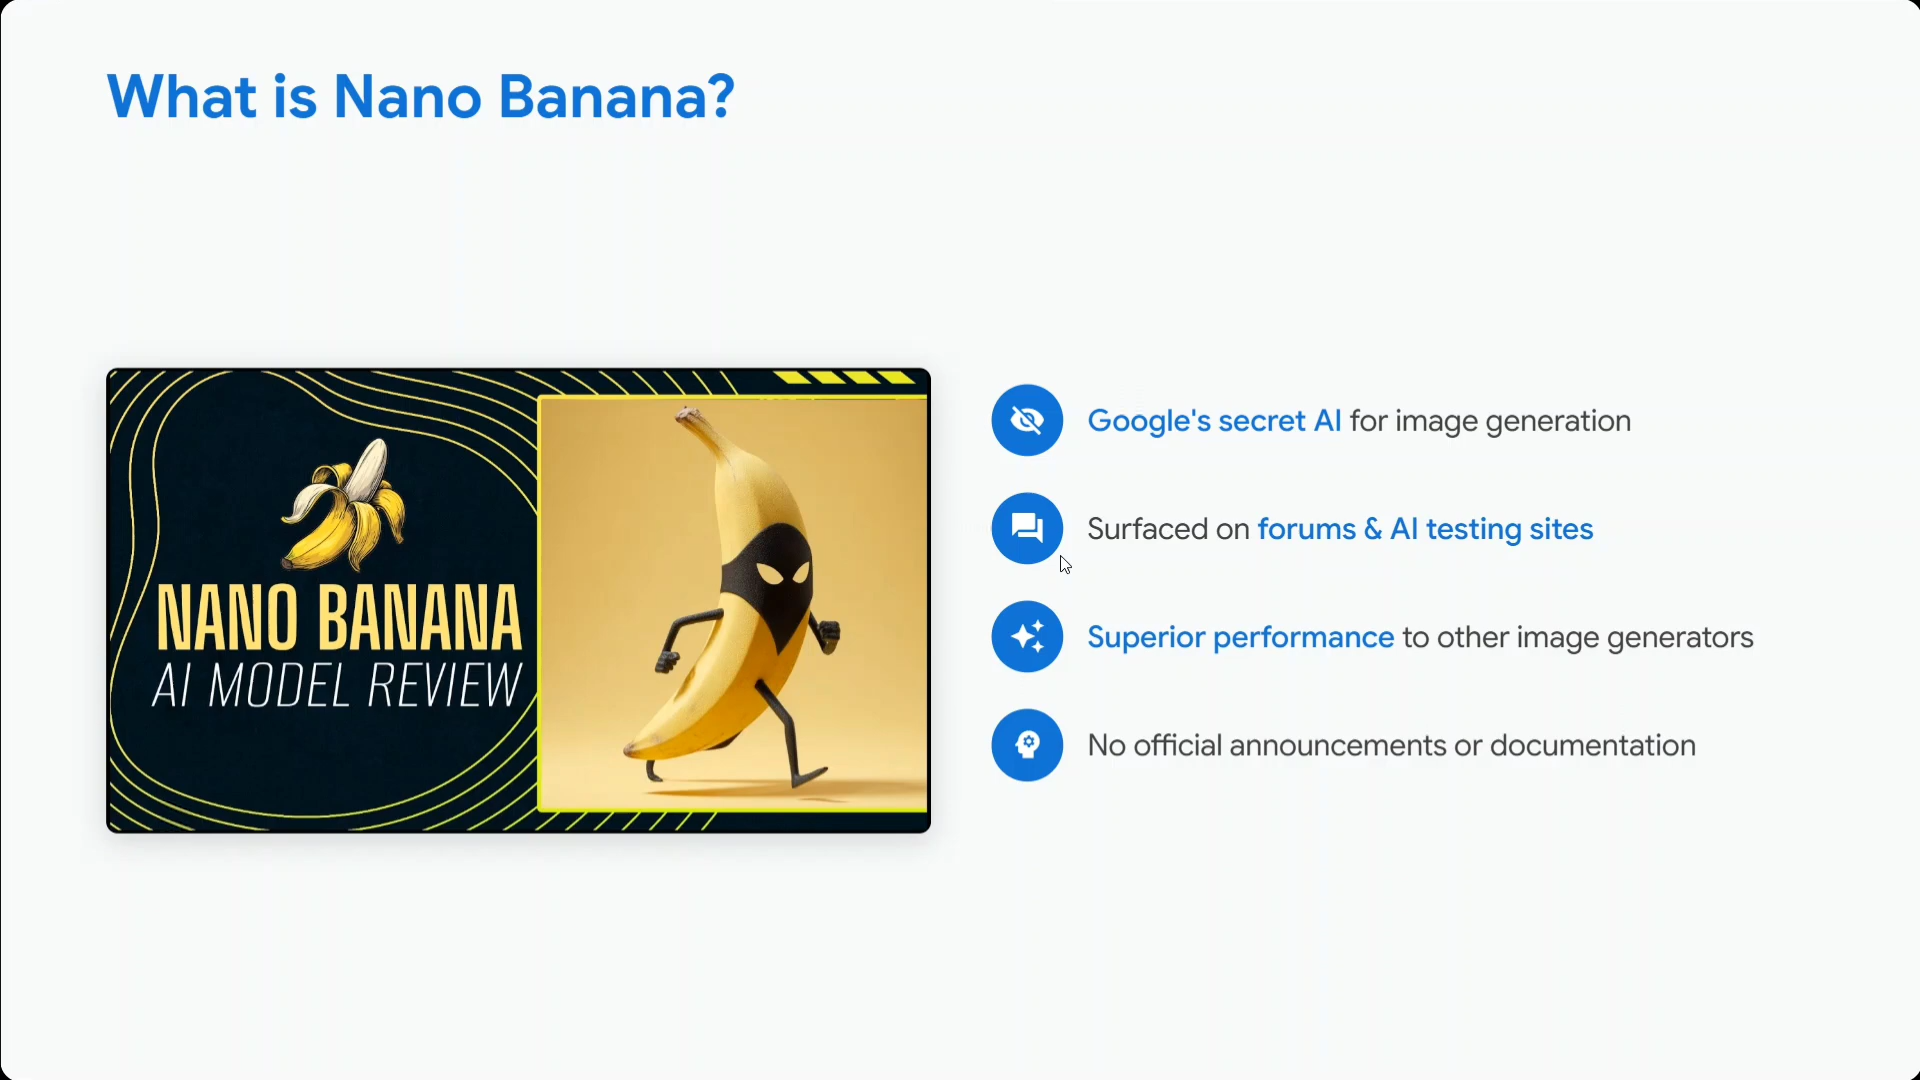 What is Nano Banana?
NANO BANANA
AI MODEL REVIEW
Google's secret AI for image generation
Surfaced on forums & AI testing sites
Superior performance to other image generators
No official announcements or documentation